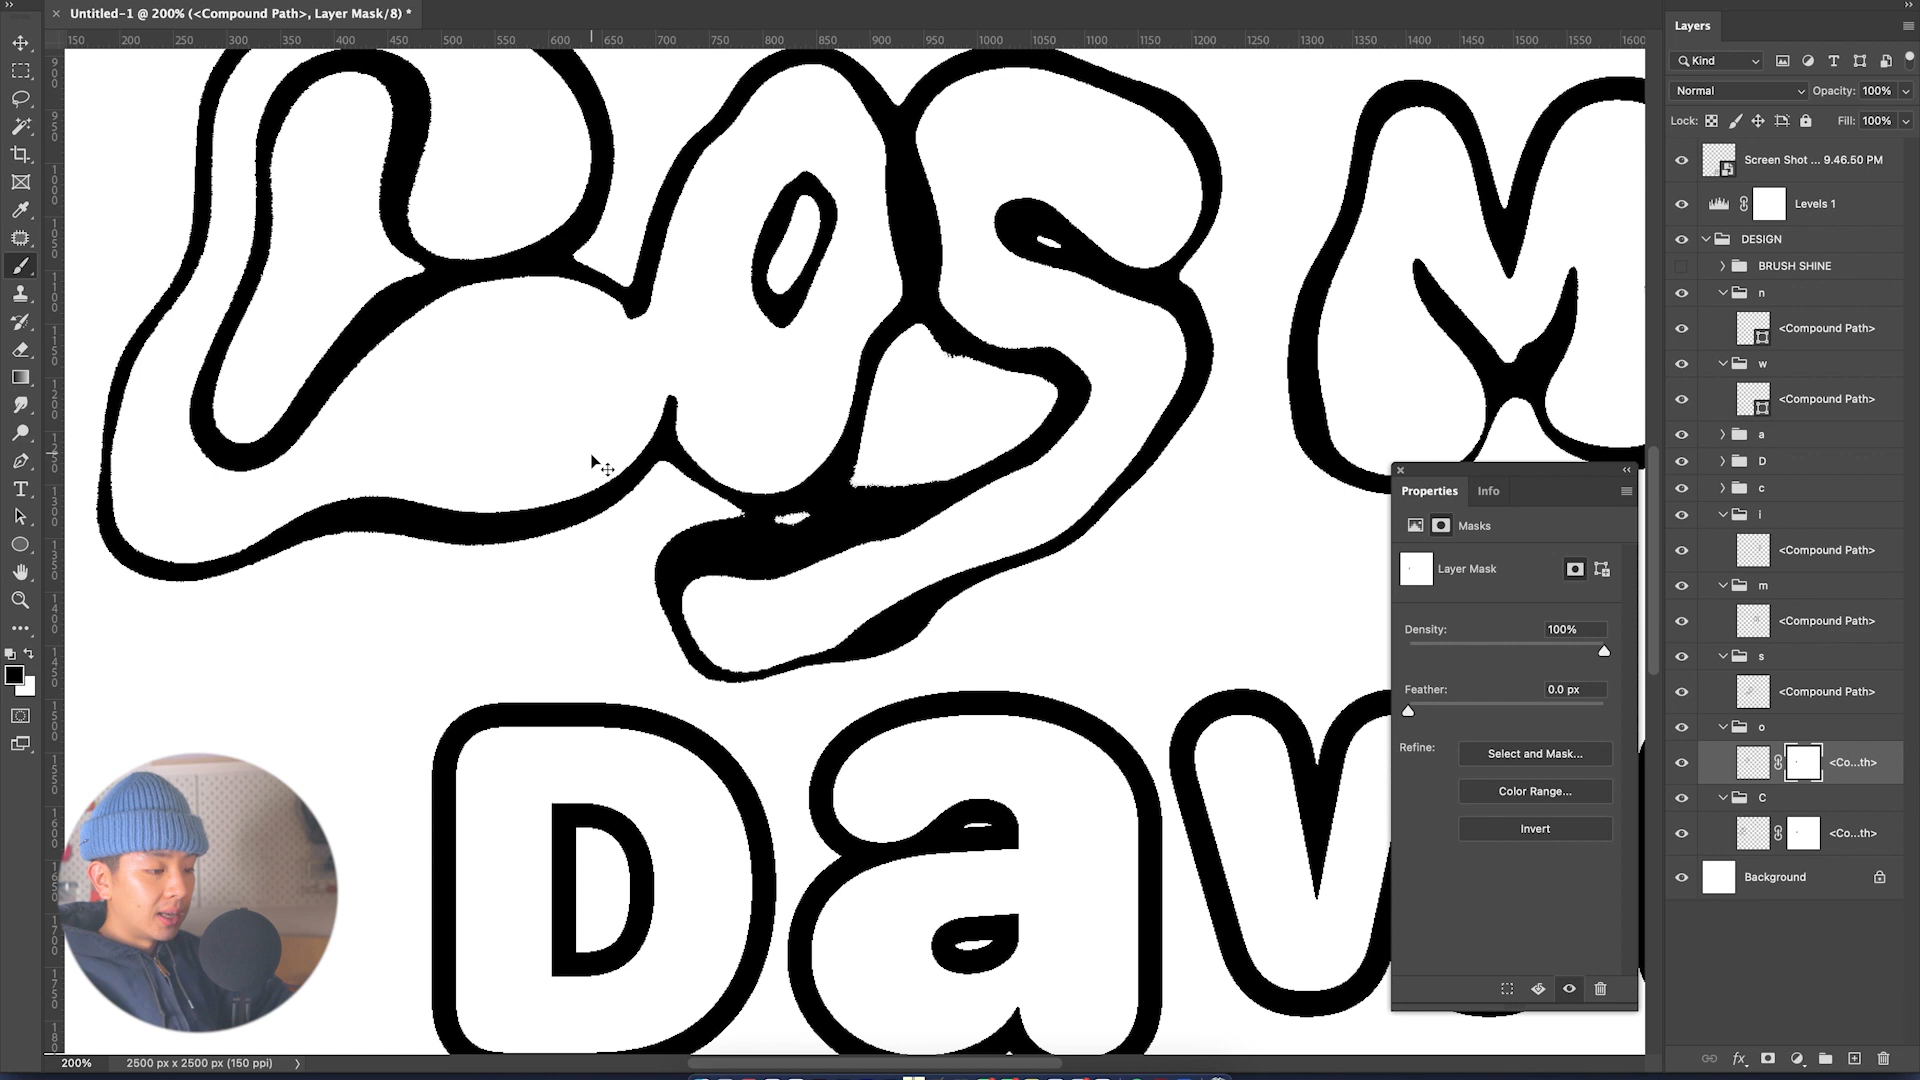 Untitled-1 @ 200% (<Compound Path>, Layer Mask/8) *
150 200 250 300 350 400 450 500 550 600 650 700 750 800 850 900 950 1000 1050 1100 1150 1200 1250 1300 1350 1400 1450 1500 1550 1600
Cos M
Dav
Properties
Info
Masks
Layer Mask
Density:
100%
Feather:
0.0 px
Refine:
Select and Mask...
Color Range...
Invert
200%
2500 px x 2500 px (150 ppi)
Layers
Kind
Normal
Opacity: 100%
Lock:
Fill: 100%
Screen Shot ... 9.46.50 PM
Levels 1
DESIGN
BRUSH SHINE
n
<Compound Path>
w
<Compound Path>
a
D
c
i
<Compound Path>
m
<Compound Path>
s
<Compound Path>
o
<Co...th>
C
<Co...th>
Background